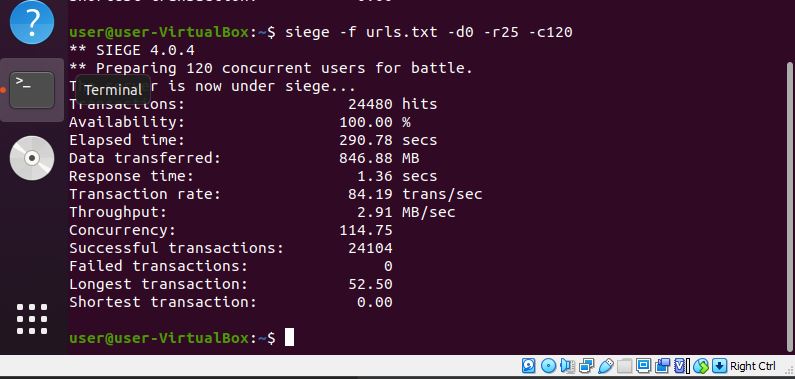 user@user-VirtualBox:~$ siege -f urls.txt -d0 -r25 -c120
** SIEGE 4.0.4
** Preparing 120 concurrent users for battle.
is now under siege...
Terminal
Transactions: 24480 hits
Availability: 100.00 %
Elapsed time: 290.78 secs
Data transferred: 846.88 MB
Response time: 1.36 secs
Transaction rate: 84.19 trans/sec
Throughput: 2.91 MB/sec
Concurrency: 114.75
Successful transactions: 24104
Failed transactions: 0
Longest transaction: 52.50
Shortest transaction: 0.00
user@user-VirtualBox:~$
Right Ctrl